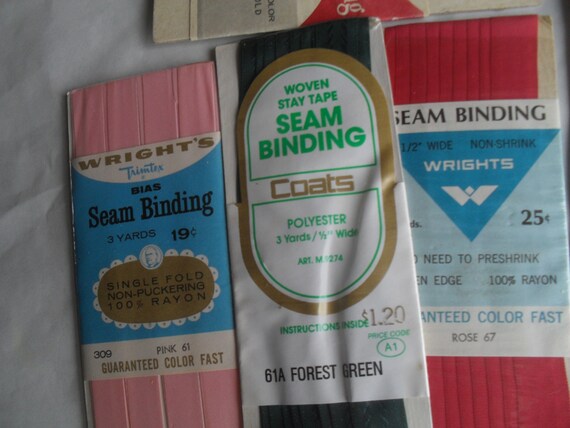 WRIGHT'S
Trimtex
®
BIAS
Seam Binding
3 YARDS 19¢
SINGLE FOLD
NON-PUCKERING
100% RAYON
309 PINK 61
GUARANTEED COLOR FAST
WOVEN
STAY TAPE
SEAM
BINDING
Coats
POLYESTER
3 Yards / ½" Wide
ART. M.9274
INSTRUCTIONS INSIDE
$1.20
PRICE CODE
A1
61A FOREST GREEN
SEAM BINDING
1/2" WIDE NON-SHRINK
WRIGHTS
W
ds. 25¢
O NEED TO PRESHRINK
EN EDGE 100% RAYON
GUARANTEED COLOR FAST
ROSE 67